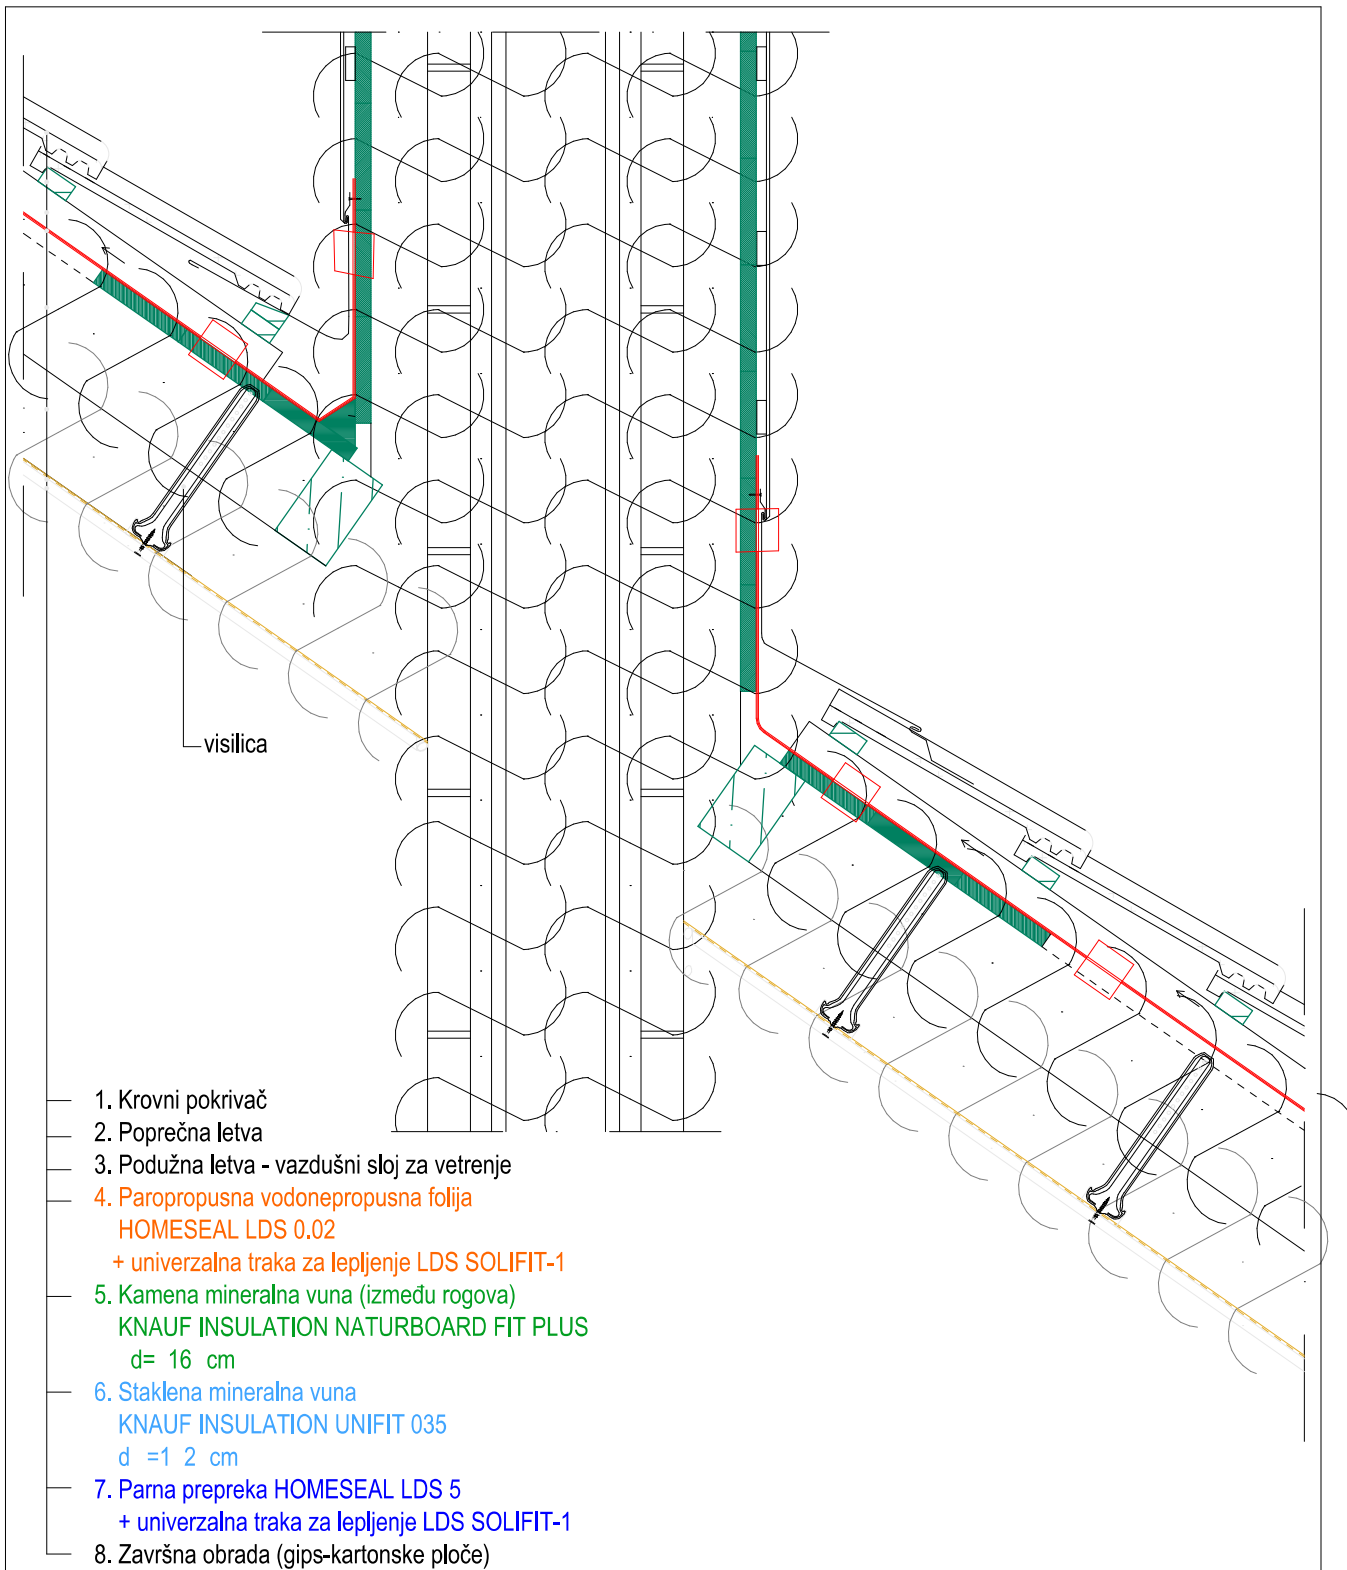 visilica
1. Krovni pokrivač
2. Poprečna letva
3. Podužna letva - vazdušni sloj za vetrenje
4. Paropropusna vodonepropusna folija
HOMESEAL LDS 0.02
+ univerzalna traka za lepljenje LDS SOLIFIT-1
5. Kamena mineralna vuna (između rogova)
KNAUF INSULATION NATURBOARD FIT PLUS
d= 16 cm
6. Staklena mineralna vuna
KNAUF INSULATION UNIFIT 035
d =1 2 cm
7. Parna prepreka HOMESEAL LDS 5
+ univerzalna traka za lepljenje LDS SOLIFIT-1
8. Završna obrada (gips-kartonske ploče)